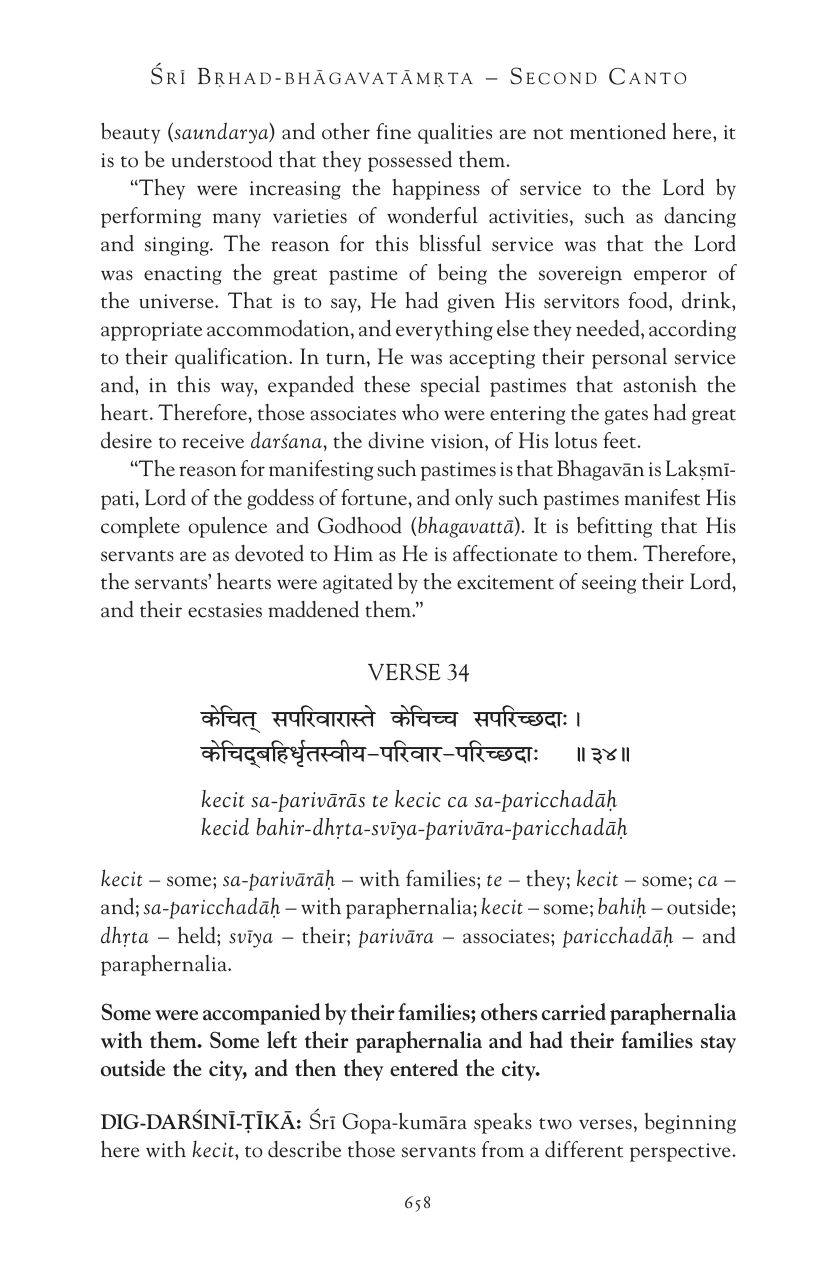 ŚRĪ BṚHAD-BHĀGAVATĀMṚTA – SECOND CANTO
beauty (saundarya) and other fine qualities are not mentioned here, it
is to be understood that they possessed them.
“They were increasing the happiness of service to the Lord by
performing many varieties of wonderful activities, such as dancing
and singing. The reason for this blissful service was that the Lord
was enacting the great pastime of being the sovereign emperor of
the universe. That is to say, He had given His servitors food, drink,
appropriate accommodation, and everything else they needed, according
to their qualification. In turn, He was accepting their personal service
and, in this way, expanded these special pastimes that astonish the
heart. Therefore, those associates who were entering the gates had great
desire to receive darśana, the divine vision, of His lotus feet.
“The reason for manifesting such pastimes is that Bhagavān is Lakṣmī-
pati, Lord of the goddess of fortune, and only such pastimes manifest His
complete opulence and Godhood (bhagavattā). It is befitting that His
servants are as devoted to Him as He is affectionate to them. Therefore,
the servants’ hearts were agitated by the excitement of seeing their Lord,
and their ecstasies maddened them.”
VERSE 34
केचित् सपरिवारास्ते केचिच्च सपरिच्छदाः ।
केचिद्बहिर्धृतस्वीय–परिवार–परिच्छदाः ॥ ३४॥
kecit sa-parivārās te kecic ca sa-paricchadāḥ
kecid bahir-dhṛta-svīya-parivāra-paricchadāḥ
kecit – some; sa-parivārāḥ – with families; te – they; kecit – some; ca –
and; sa-paricchadāḥ – with paraphernalia; kecit – some; bahiḥ – outside;
dhṛta – held; svīya – their; parivāra – associates; paricchadāḥ – and
paraphernalia.
Some were accompanied by their families; others carried paraphernalia
with them. Some left their paraphernalia and had their families stay
outside the city, and then they entered the city.
DIG-DARŚINĪ-ṬĪKĀ: Śrī Gopa-kumāra speaks two verses, beginning
here with kecit, to describe those servants from a different perspective.
658